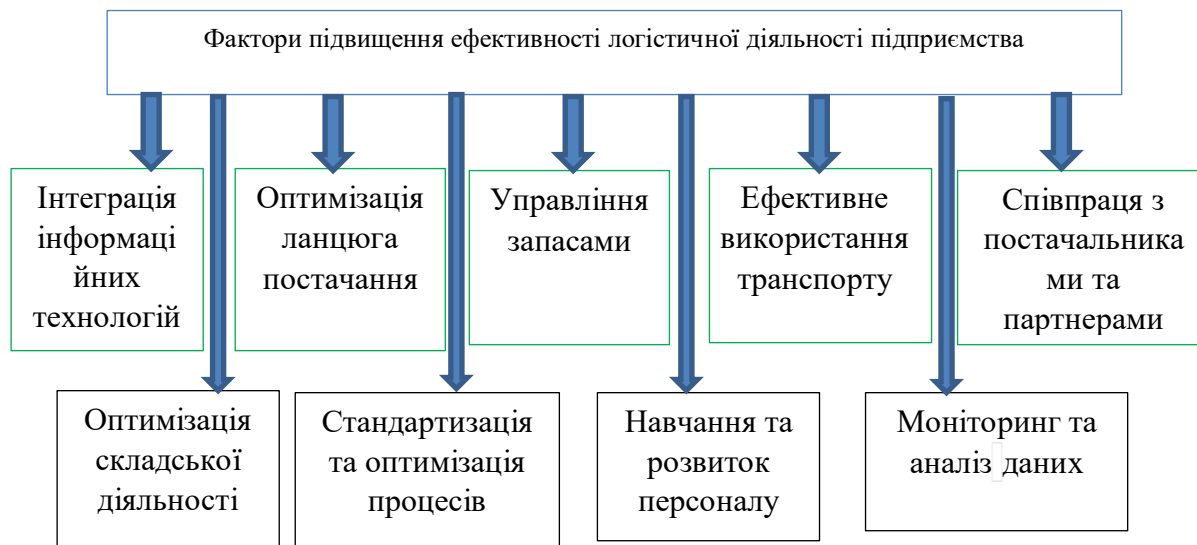 Фактори підвищення ефективності логістичної діяльності підприємства
Інтеграція
інформаці
йних
технологій
Оптимізація
ланцюга
постачання
Управління
запасами
Ефективне
використання
транспорту
Співпраця з
постачальника
ми та
партнерами
Оптимізація
складської
діяльності
Стандартизація
та оптимізація
процесів
Навчання та
розвиток
персоналу
Моніторинг та
аналіз даних